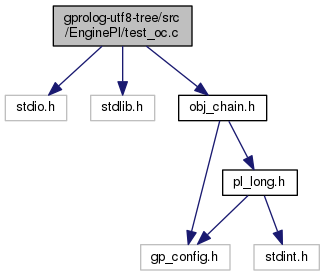 gprolog-utf8-tree/src
/EnginePl/test_oc.c
stdio.h
stdlib.h
obj_chain.h
pl_long.h
gp_config.h
stdint.h